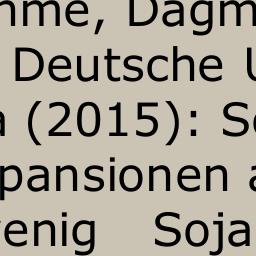 hme, Dagm
Deutsche U
a (2015): So
pansionen a
enig Soja